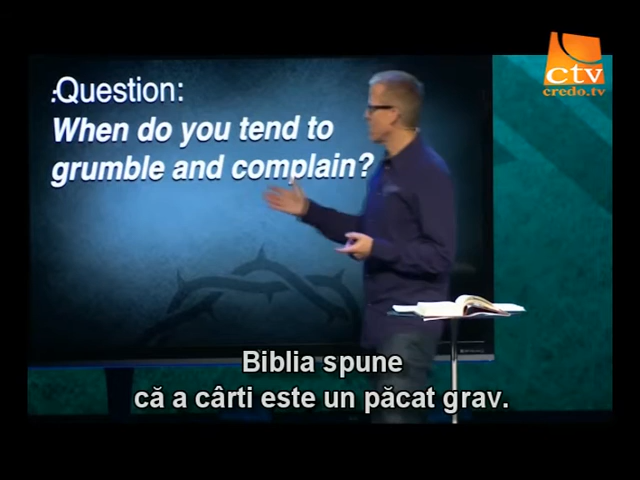 ctv
credo.tv
:Question:
When do you tend to
grumble and complain?
Biblia spune
că a cârti este un păcat grav.